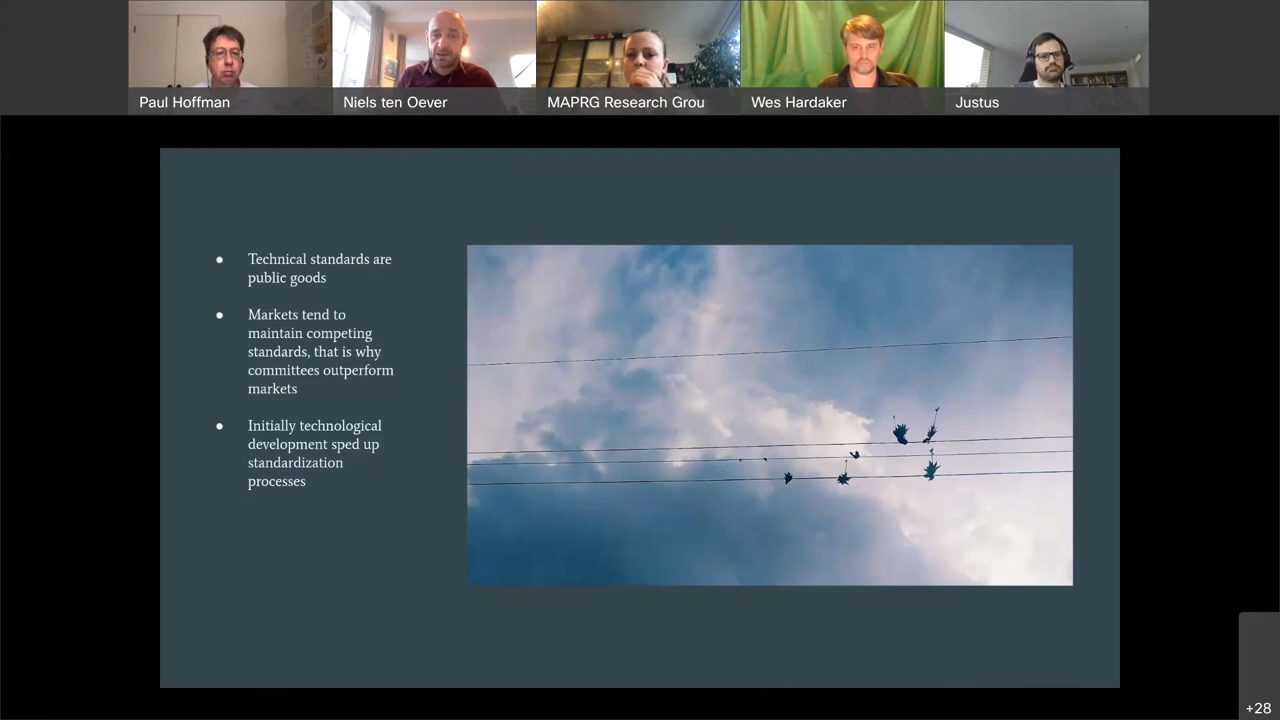 Paul Hoffman
Niels ten Oever
MAPRG Research Grou
Wes Hardaker
Justus
● Technical standards are
public goods
● Markets tend to
maintain competing
standards, that is why
committees outperform
markets
● Initially technological
development sped up
standardization
processes
+28